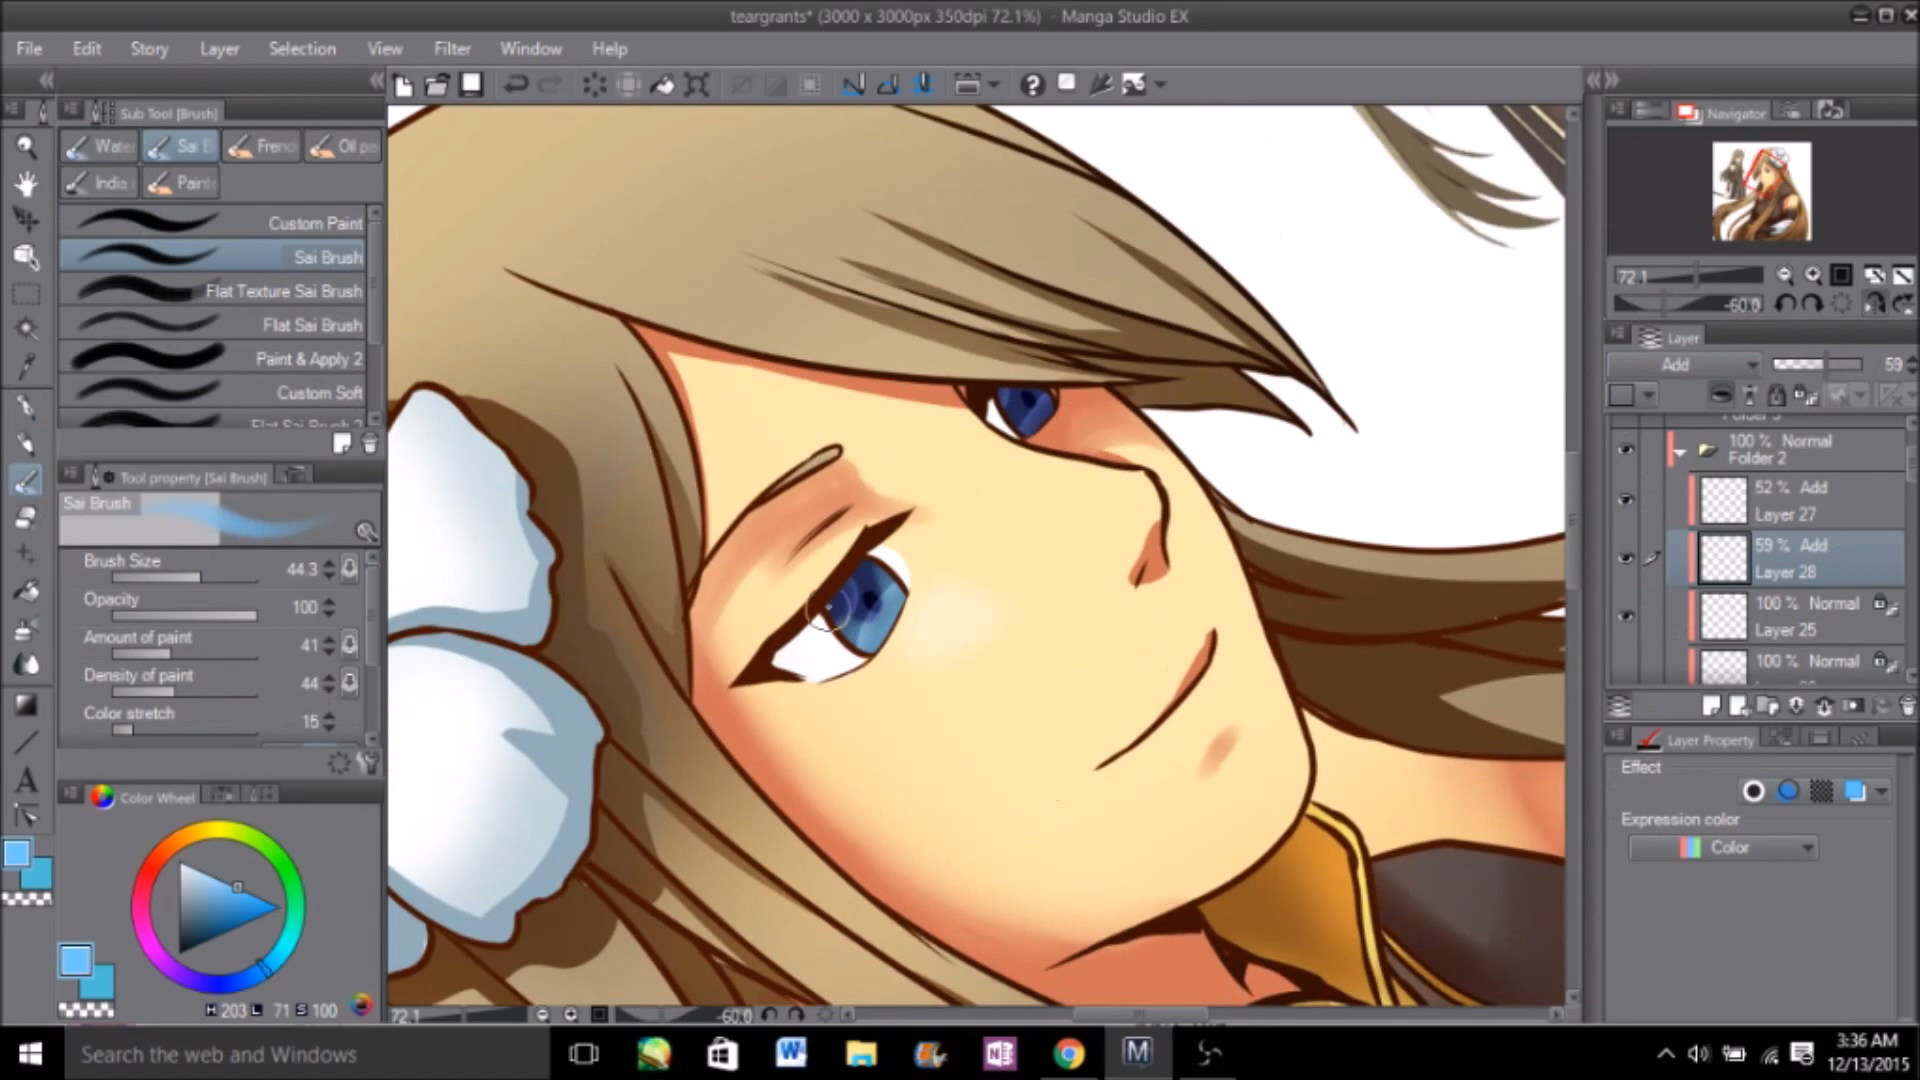 teargrants* (3000 x 3000px 350dpi 72.1%) - Manga Studio EX
File Edit Story Layer Selection View Filter Window Help
Sub Tool [Brush]
Navigator
Sai B
India
Custom Paint
Sai Brush
Flat Texture Sai Brush
Flat Sai Brush
Paint & Apply 2
Custom Soft
Flat Sai Brush 2
72.1
-60.0
Layer
Add 59
Folder 3
100 % Normal
Folder 2
52 % Add
Layer 27
59 % Add
Layer 28
100 % Normal
Layer 25
100 % Normal
Tool property [Sai Brush]
Sai Brush
Brush Size 44.3
Opacity 100
Amount of paint 41
Density of paint 44
Color stretch 15
Layer Property
Effect
Expression color
Color
Color Wheel
H 203 L 71 S 100
72.1 -60.0
Search the web and Windows
3:36 AM
12/13/2015